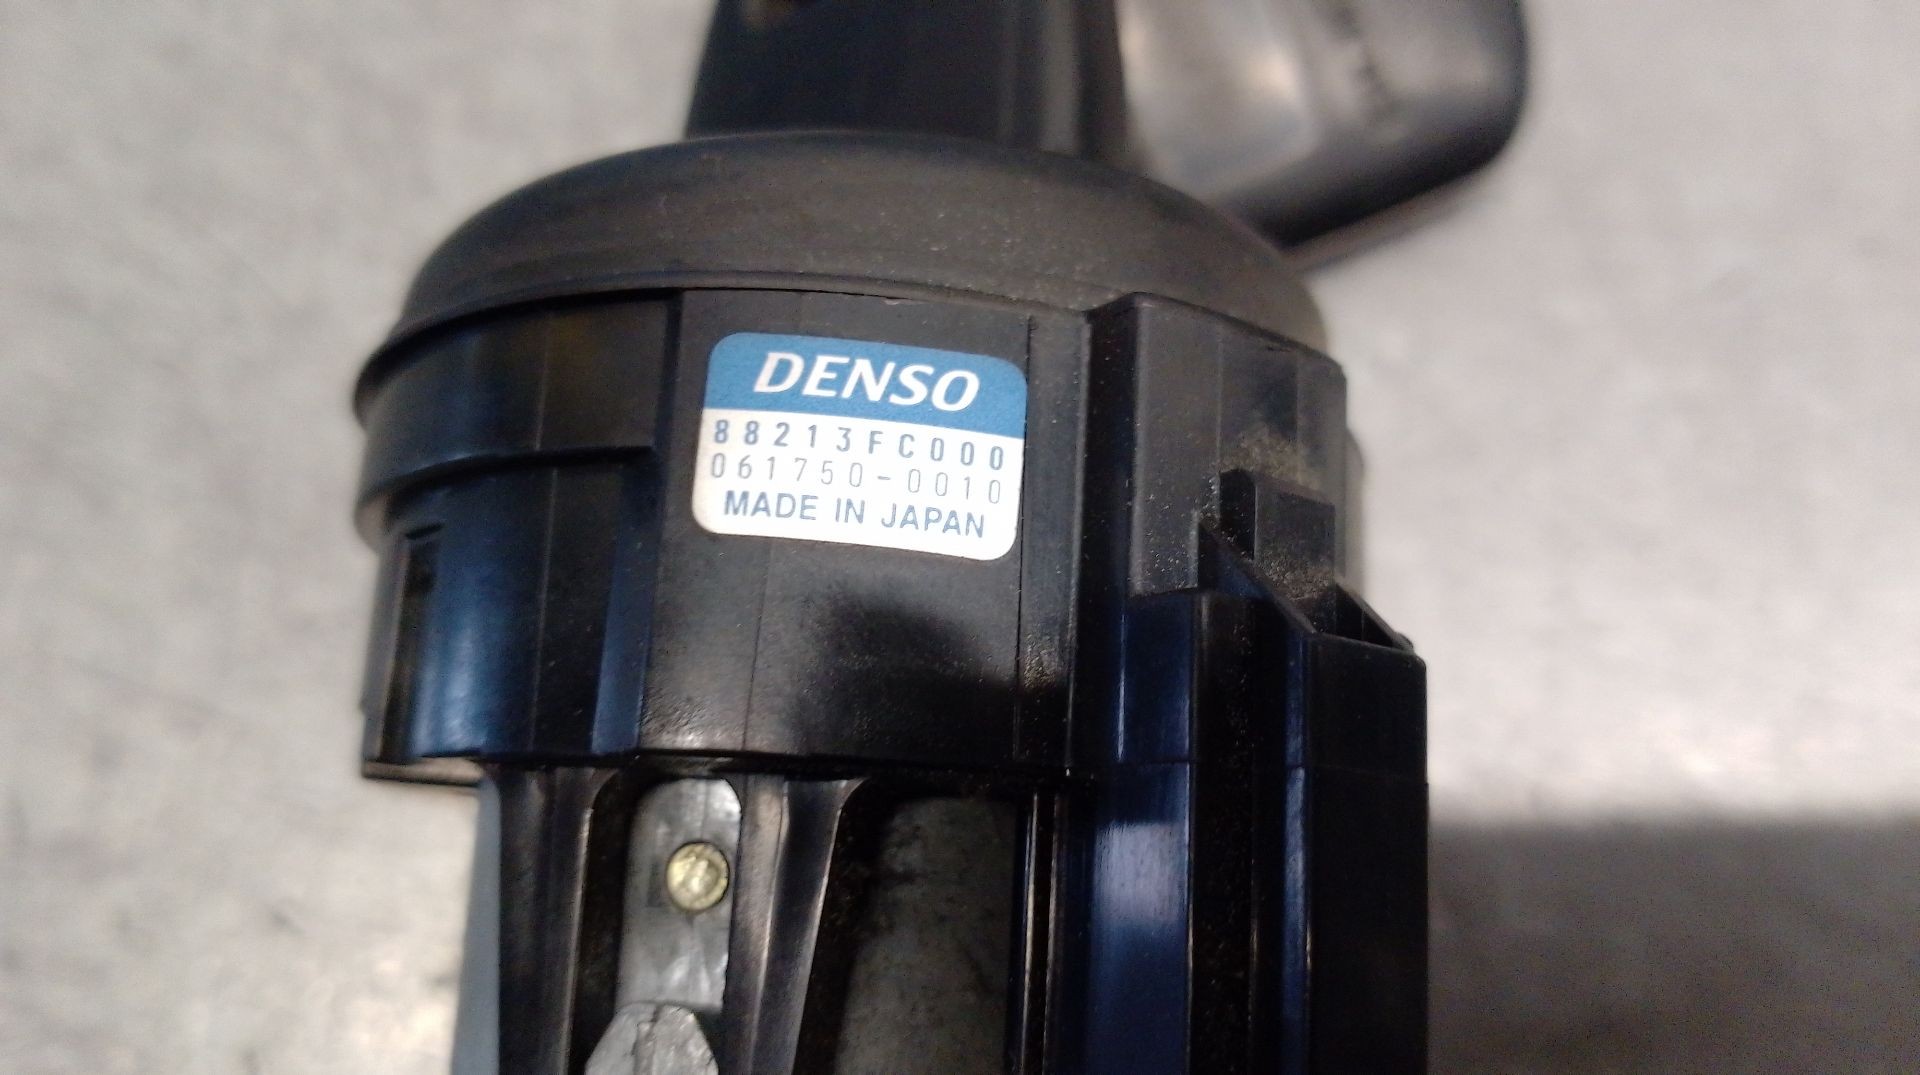 DENSO
88213FC000
061750-0010
MADE IN JAPAN